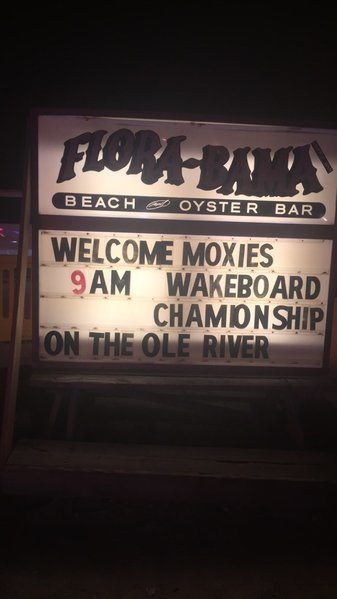 FLORA-BAMA
BEACH OYSTER BAR
WELCOME MOXIES
9AM WAKEBOARD
CHAMIONSHIP
ON THE OLE RIVER